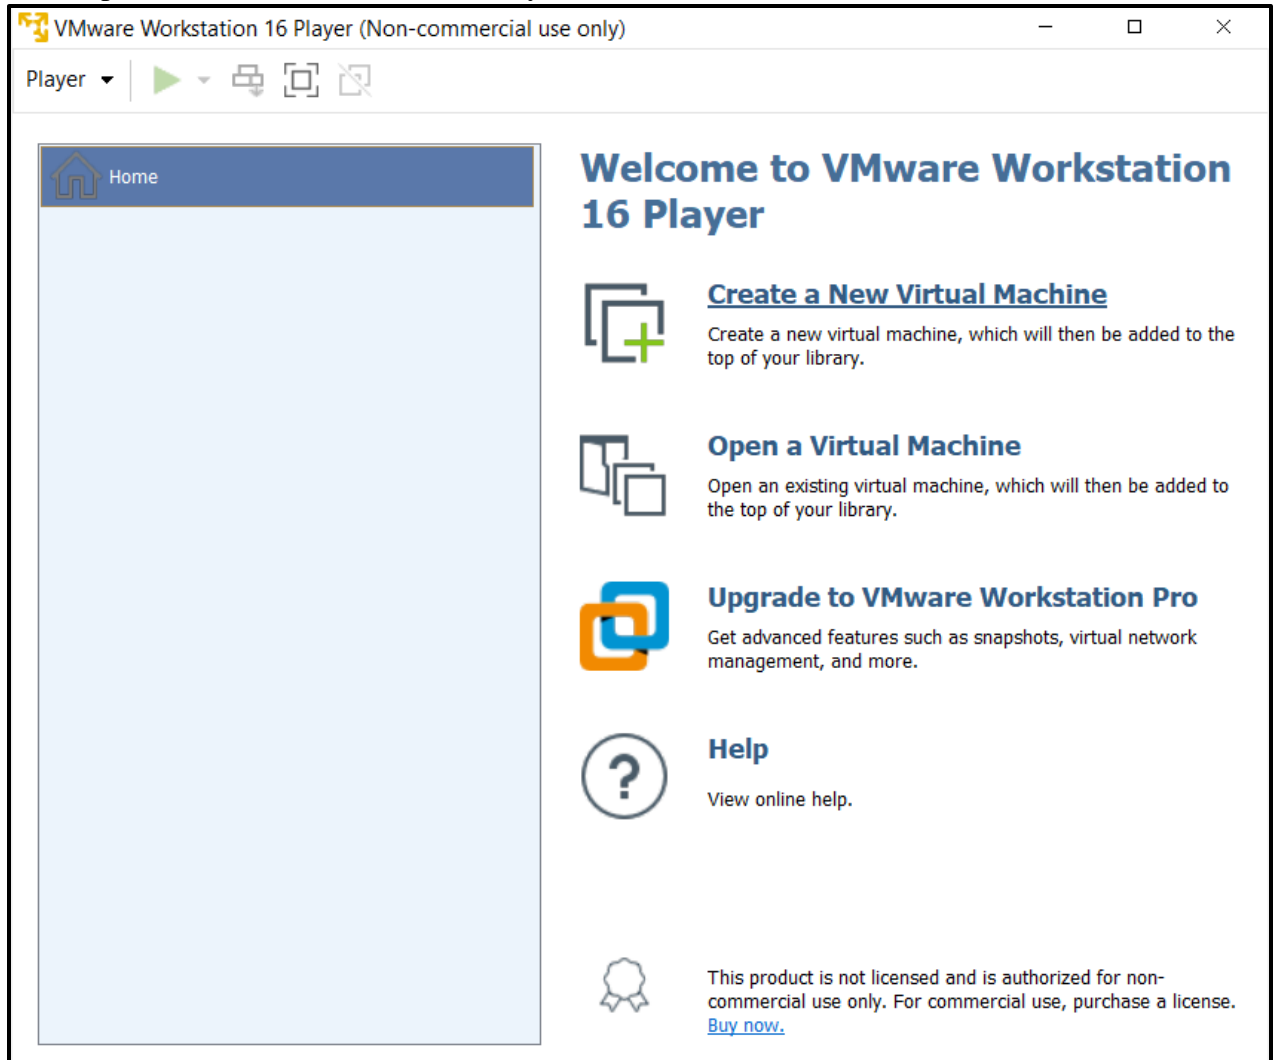 VMware Workstation 16 Player (Non-commercial use only)
Player
Home
Welcome to VMware Workstation
16 Player
Create a New Virtual Machine
Create a new virtual machine, which will then be added to the
top of your library.
Open a Virtual Machine
Open an existing virtual machine, which will then be added to
the top of your library.
Upgrade to VMware Workstation Pro
Get advanced features such as snapshots, virtual network
management, and more.
Help
View online help.
This product is not licensed and is authorized for non-
commercial use only. For commercial use, purchase a license.
Buy now.